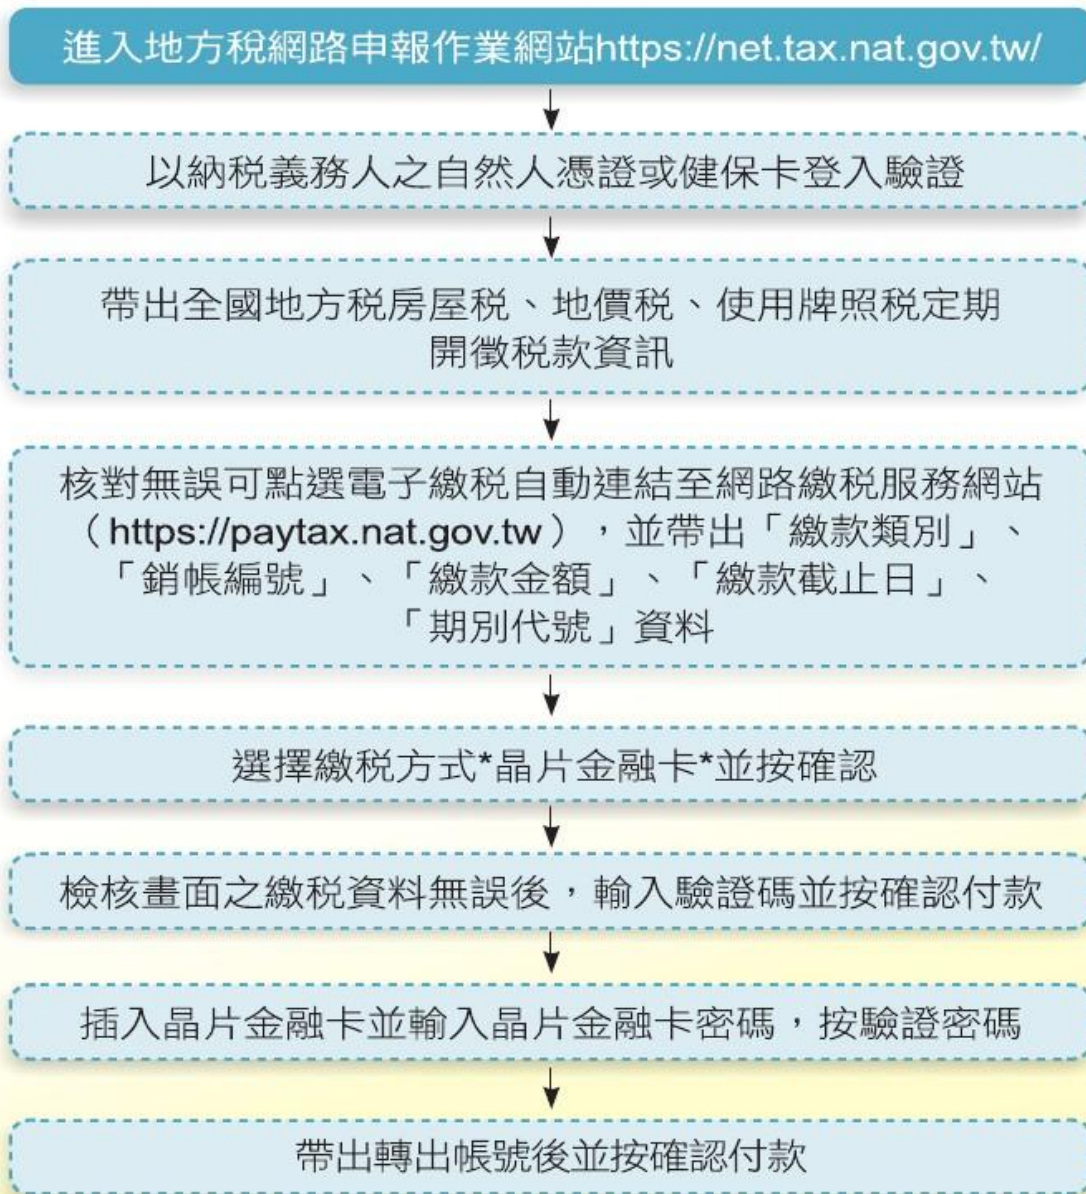 進入地方稅網路申報作業網站https://net.tax.nat.gov.tw/
以納稅義務人之自然人憑證或健保卡登入驗證
帶出全國地方稅房屋稅、地價稅、使用牌照稅定期
開徵稅款資訊
核對無誤可點選電子繳稅自動連結至網路繳稅服務網站
（https://paytax.nat.gov.tw），並帶出「繳款類別」、
「銷帳編號」、「繳款金額」、「繳款截止日」、
「期別代號」資料
選擇繳稅方式*晶片金融卡*並按確認
檢核畫面之繳稅資料無誤後，輸入驗證碼並按確認付款
插入晶片金融卡並輸入晶片金融卡密碼，按驗證密碼
帶出轉出帳號後並按確認付款